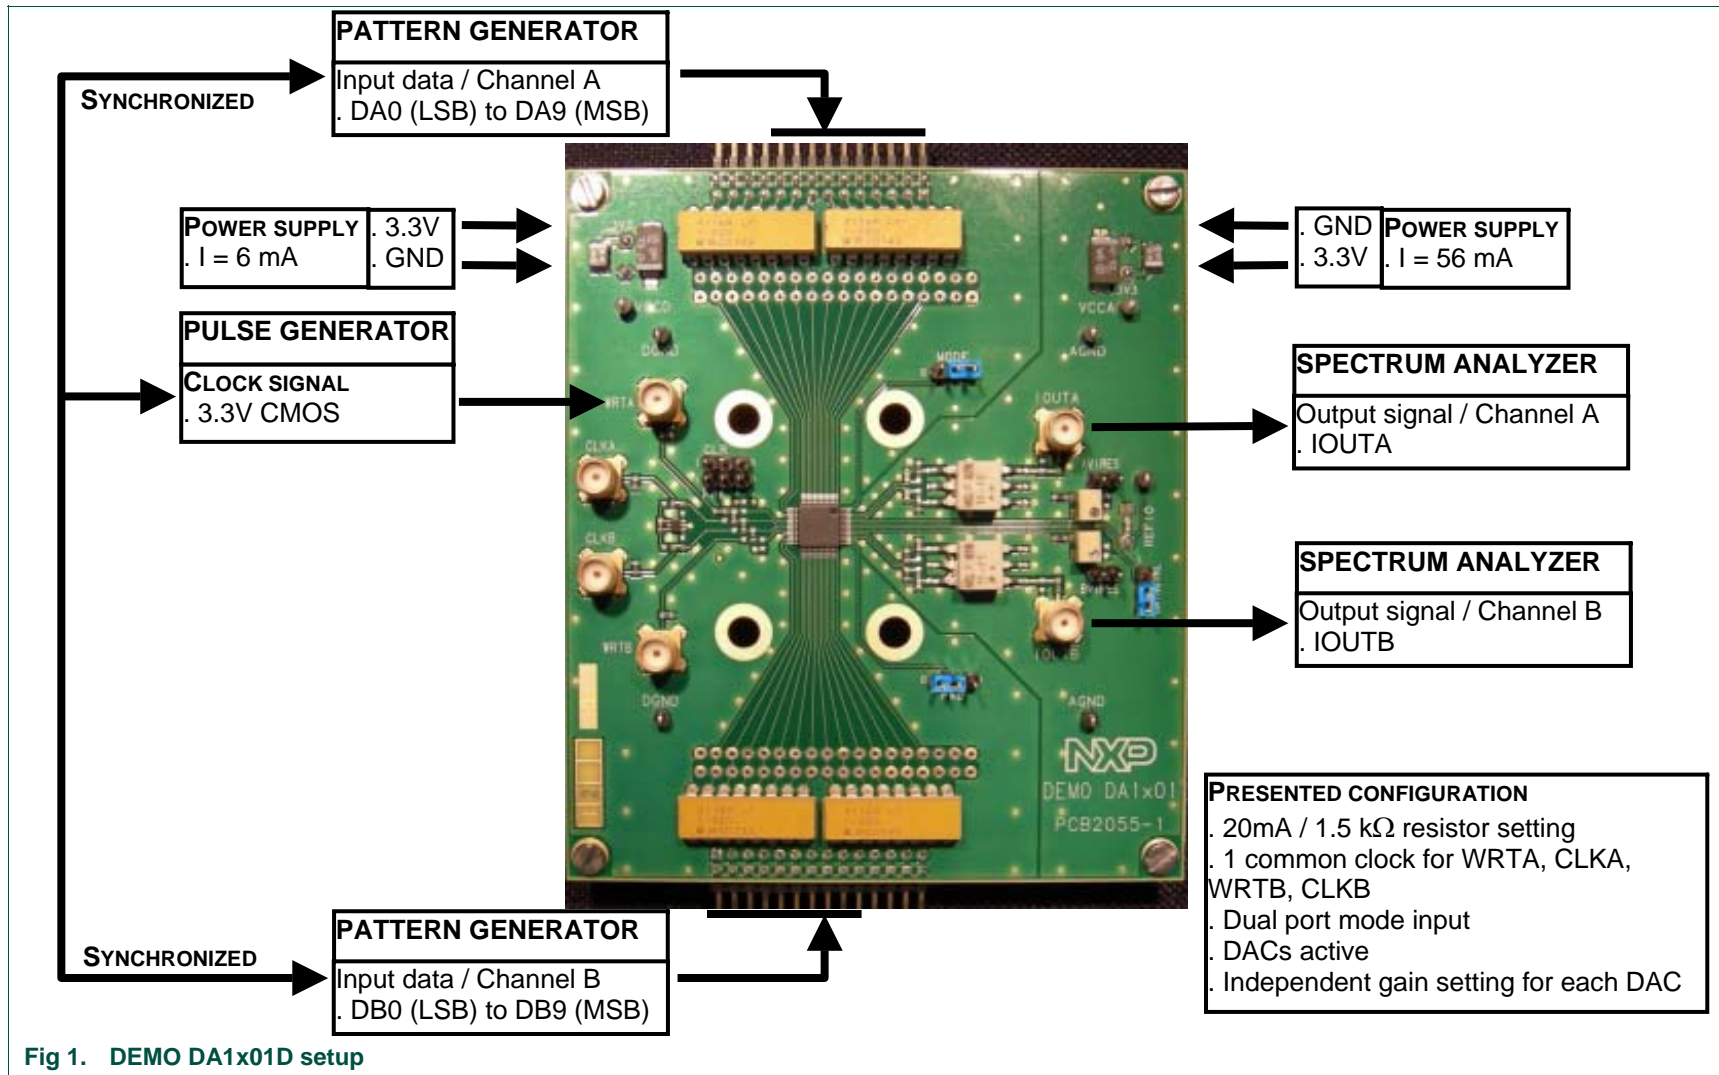 PATTERN GENERATOR
Input data / Channel A
. DA0 (LSB) to DA9 (MSB)
SYNCHRONIZED
POWER SUPPLY
. I = 6 mA
. 3.3V
. GND
. GND
. 3.3V
POWER SUPPLY
. I = 56 mA
PULSE GENERATOR
CLOCK SIGNAL
. 3.3V CMOS
SPECTRUM ANALYZER
Output signal / Channel A
. IOUTA
SPECTRUM ANALYZER
Output signal / Channel B
. IOUTB
3V3
VCCA
DGND
AGND
MODE
WRTA
IOUTA
CLKA
CLKB
REFIO
WRTB
DGND
AGND
NXP
DEMO DA1x01
PCB2055-1
PRESENTED CONFIGURATION
. 20mA / 1.5 kΩ resistor setting
. 1 common clock for WRTA, CLKA,
WRTB, CLKB
. Dual port mode input
. DACs active
. Independent gain setting for each DAC
SYNCHRONIZED
PATTERN GENERATOR
Input data / Channel B
. DB0 (LSB) to DB9 (MSB)
Fig 1. DEMO DA1x01D setup